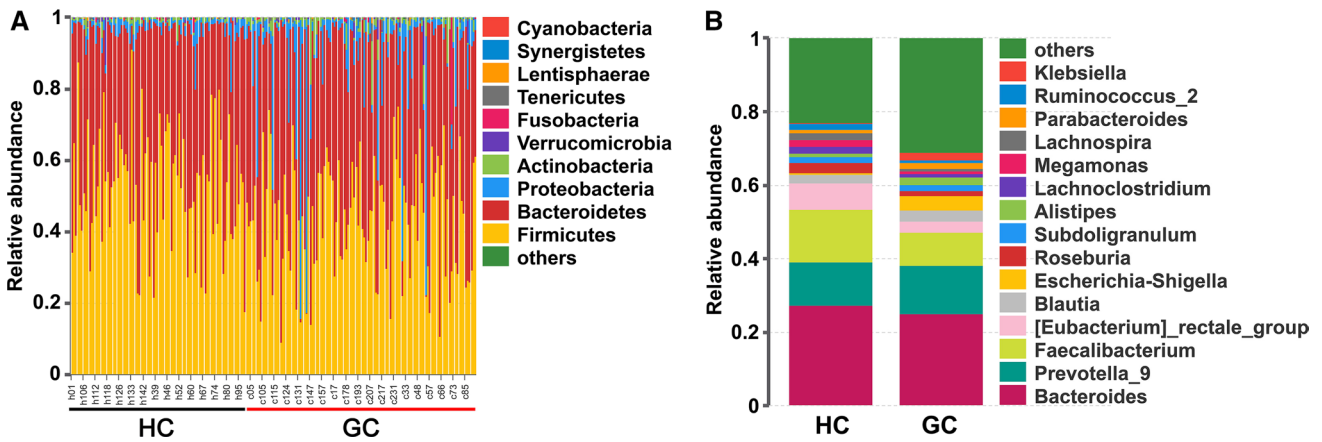 A
Relative abundance
1
0.8
0.6
0.4
0.2
0
h01
h106
h112
h118
h126
h133
h142
h39
h46
h52
h60
h67
h74
h80
h95
c05
c105
c115
c124
c131
c147
c157
c17
c178
c193
c207
c217
c23
c33
c48
c57
c66
c73
c85
HC
GC
Cyanobacteria
Synergistetes
Lentisphaerae
Tenericutes
Fusobacteria
Verrucomicrobia
Actinobacteria
Proteobacteria
Bacteroidetes
Firmicutes
others
B
Relative abundance
1
0.8
0.6
0.4
0.2
0
HC
GC
others
Klebsiella
Ruminococcus_2
Parabacteroides
Lachnospira
Megamonas
Lachnoclostridium
Alistipes
Subdoligranulum
Roseburia
Escherichia-Shigella
Blautia
[Eubacterium]_rectale_group
Faecalibacterium
Prevotella_9
Bacteroides